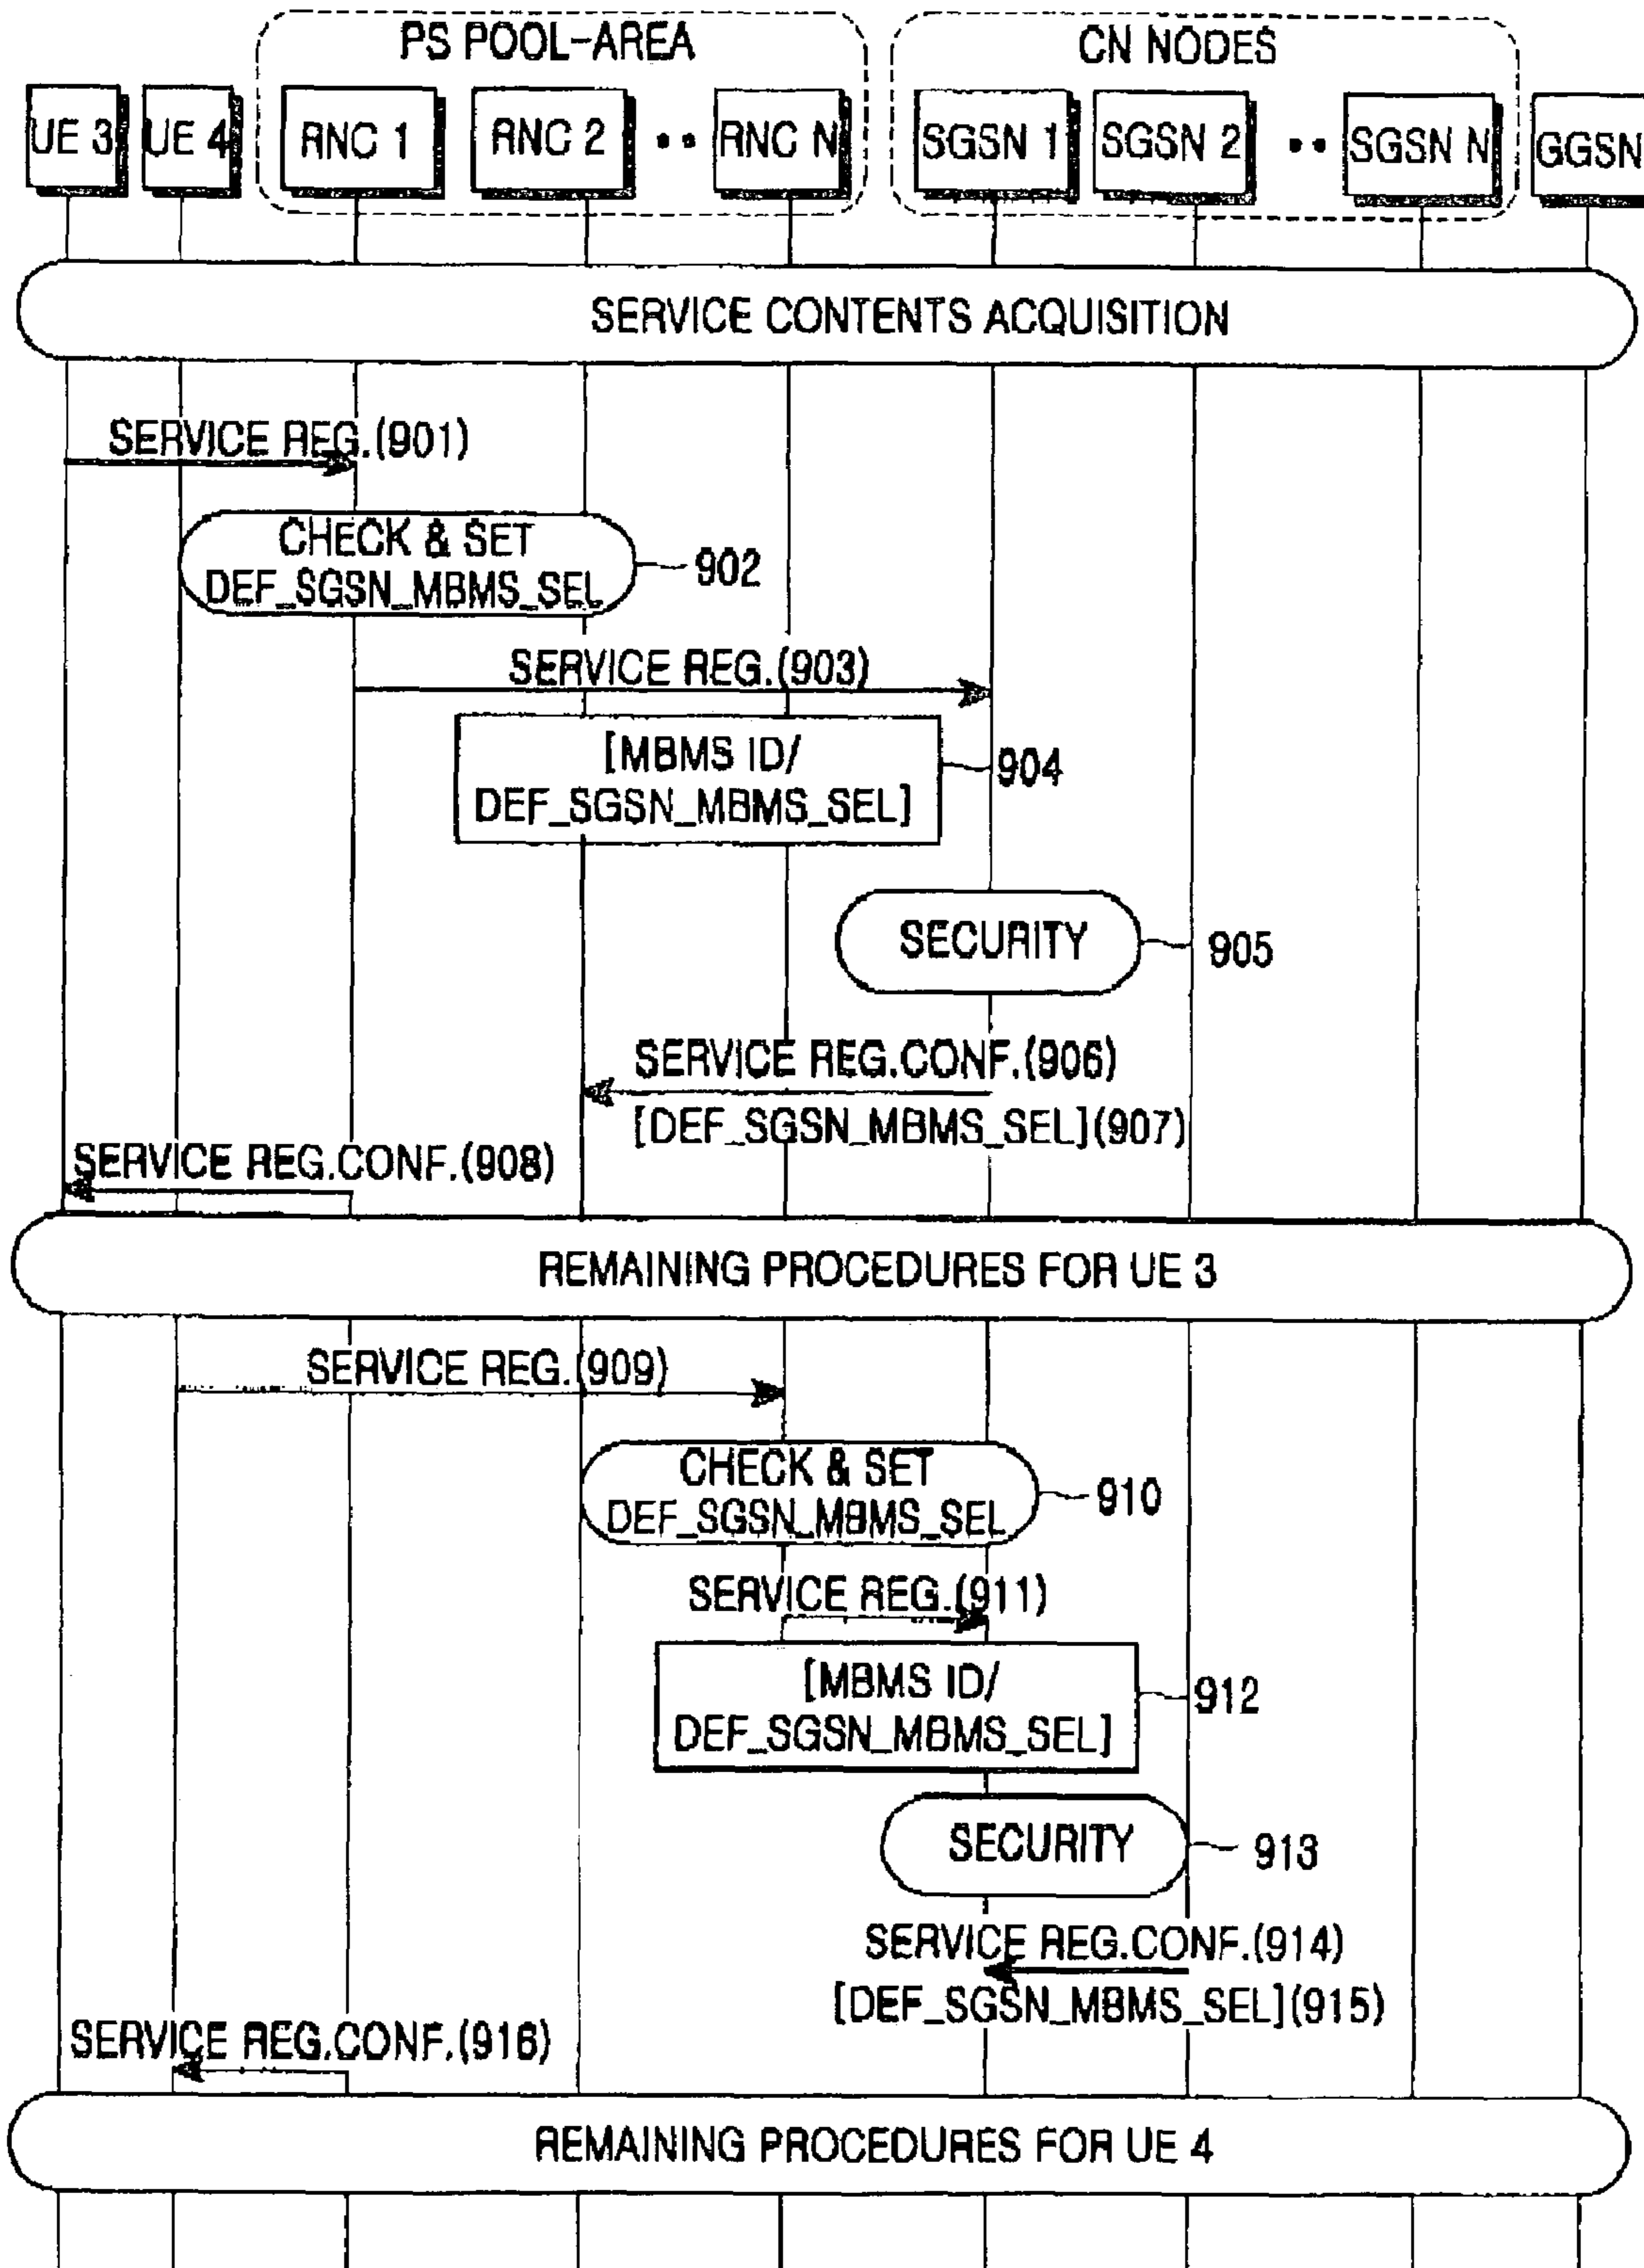 PS POOL-AREA
CN NODES
UE 3
UE 4
RNC 1
RNC 2
RNC N
SGSN 1
SGSN 2
SGSN N
GGSN
SERVICE CONTENTS ACQUISITION
SERVICE REG.(901)
CHECK & SET
DEF_SGSN_MBMS_SEL
902
SERVICE REG.(903)
[MBMS ID/
DEF_SGSN_MBMS_SEL]
904
SECURITY
905
SERVICE REG.CONF.(906)
[DEF_SGSN_MBMS_SEL](907)
SERVICE REG.CONF.(908)
REMAINING PROCEDURES FOR UE 3
SERVICE REG.(909)
CHECK & SET
DEF_SGSN_MBMS_SEL
910
SERVICE REG.(911)
[MBMS ID/
DEF_SGSN_MBMS_SEL]
912
SECURITY
913
SERVICE REG.CONF.(914)
[DEF_SGSN_MBMS_SEL](915)
SERVICE REG.CONF.(916)
REMAINING PROCEDURES FOR UE 4